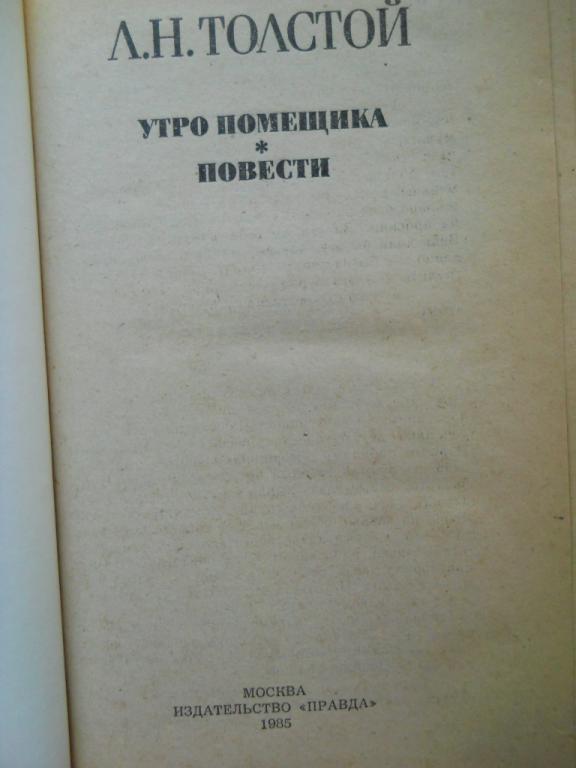 Л.Н.ТОЛСТОЙ
УТРО ПОМЕЩИКА
*
ПОВЕСТИ
МОСКВА
ИЗДАТЕЛЬСТВО «ПРАВДА»
1985